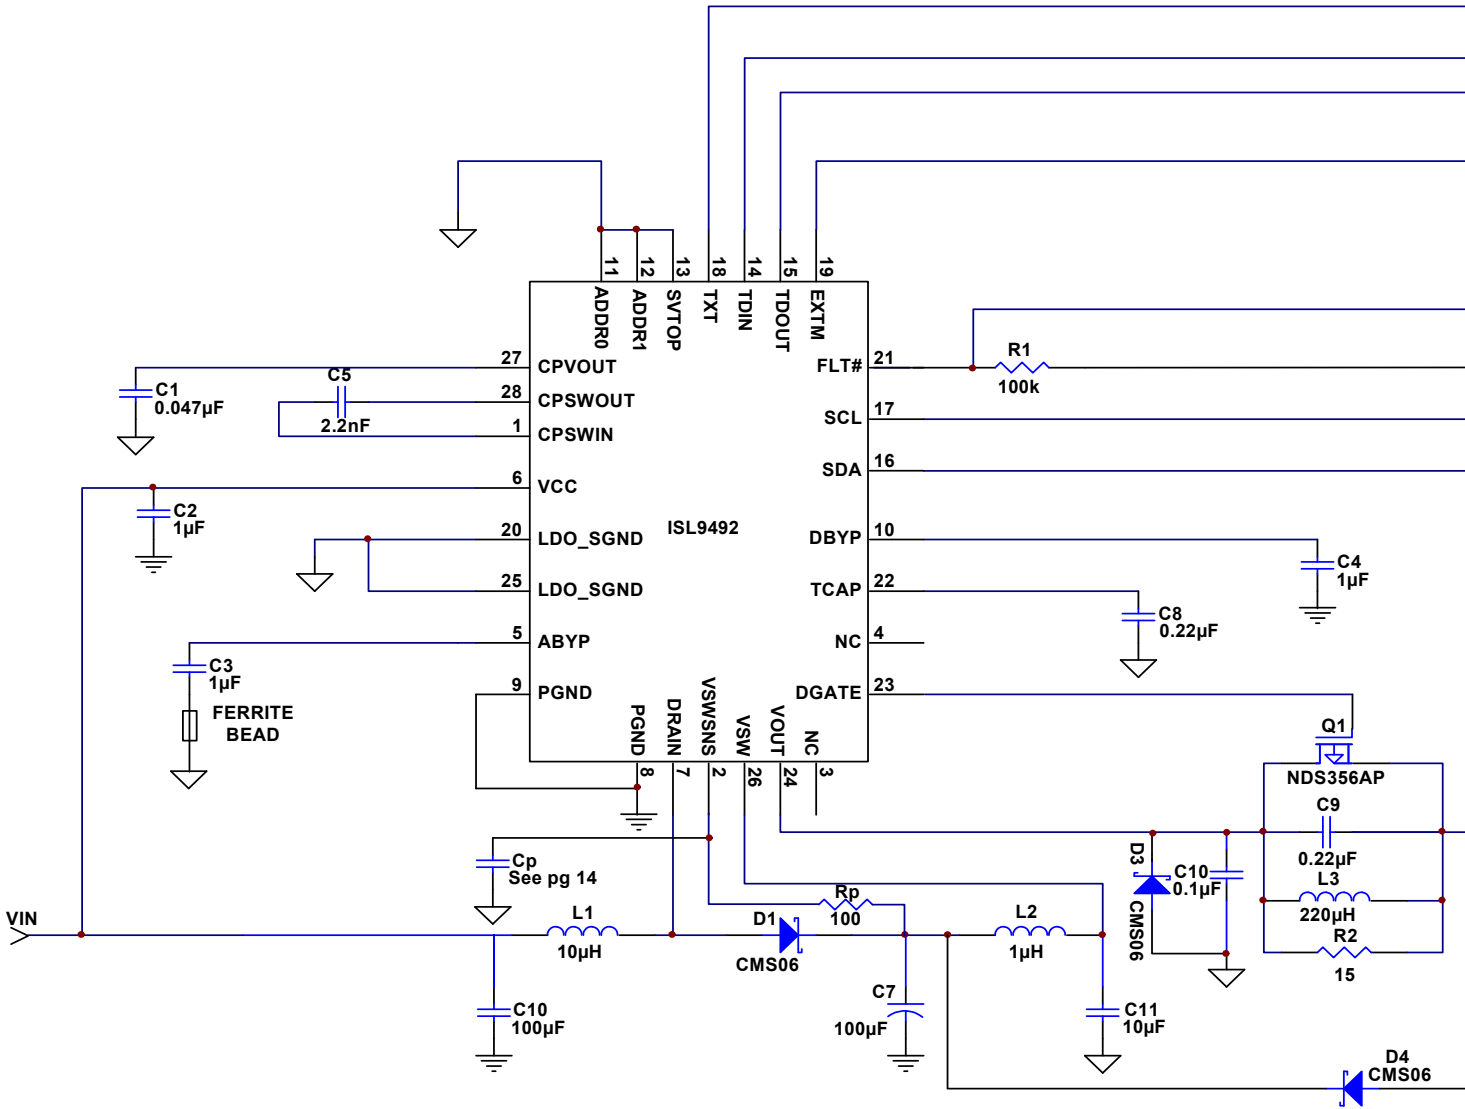 11
12
13
18
14
15
19
ADDR0
ADDR1
SVTOP
TXT
TDIN
TDOUT
EXTM
27
CPVOUT
FLT#
21
R1
100k
C1
0.047µF
C5
2.2nF
28
CPSWOUT
SCL
17
1
CPSWIN
SDA
16
6
VCC
C2
1µF
ISL9492
20
LDO_SGND
DBYP
10
C4
1µF
25
LDO_SGND
TCAP
22
C8
0.22µF
5
ABYP
NC
4
C3
1µF
9
PGND
DGATE
23
FERRITE
BEAD
PGND
DRAIN
VSWSNS
VSW
VOUT
NC
8
7
2
26
24
3
Q1
NDS356AP
C9
0.22µF
Cp
See pg 14
D3
CMS06
C10
0.1µF
L3
220µH
R2
15
VIN
L1
10µH
Rp
100
D1
CMS06
L2
1µH
C10
100µF
C7
100µF
C11
10µF
D4
CMS06